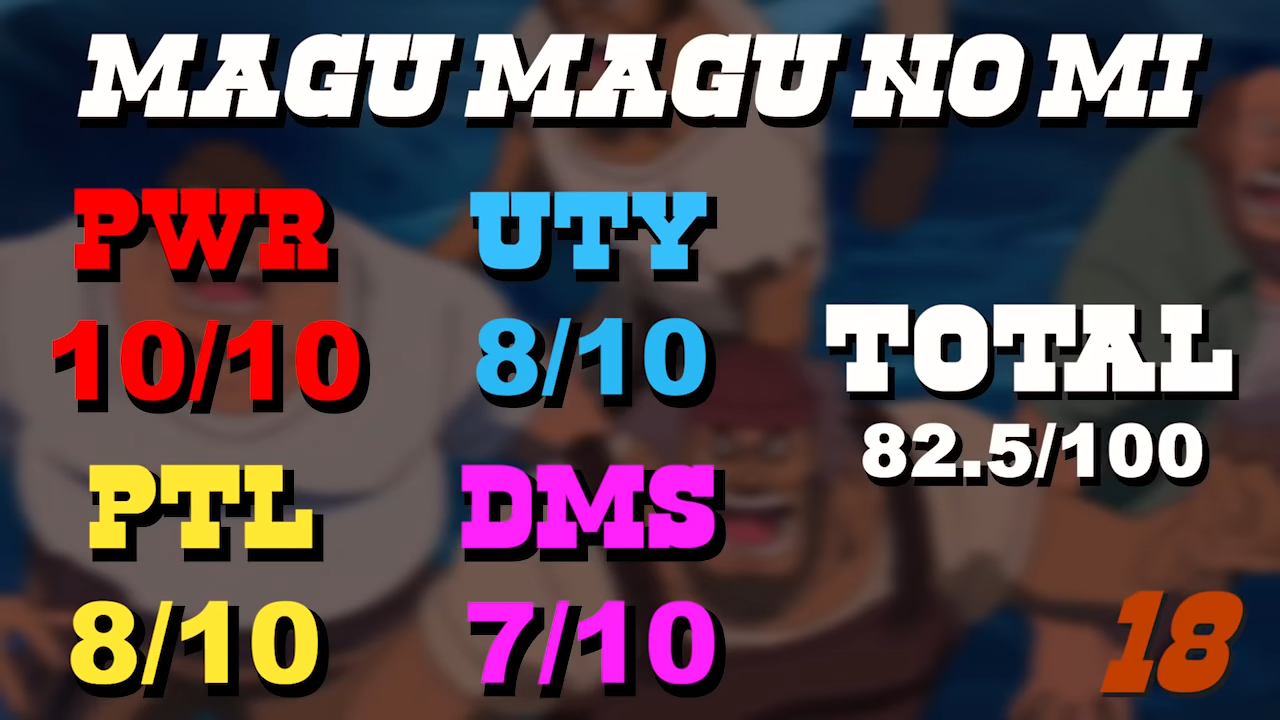 MAGU MAGU NO MI
PWR
10/10
UTY
8/10
PTL
8/10
DMS
7/10
TOTAL
82.5/100
18